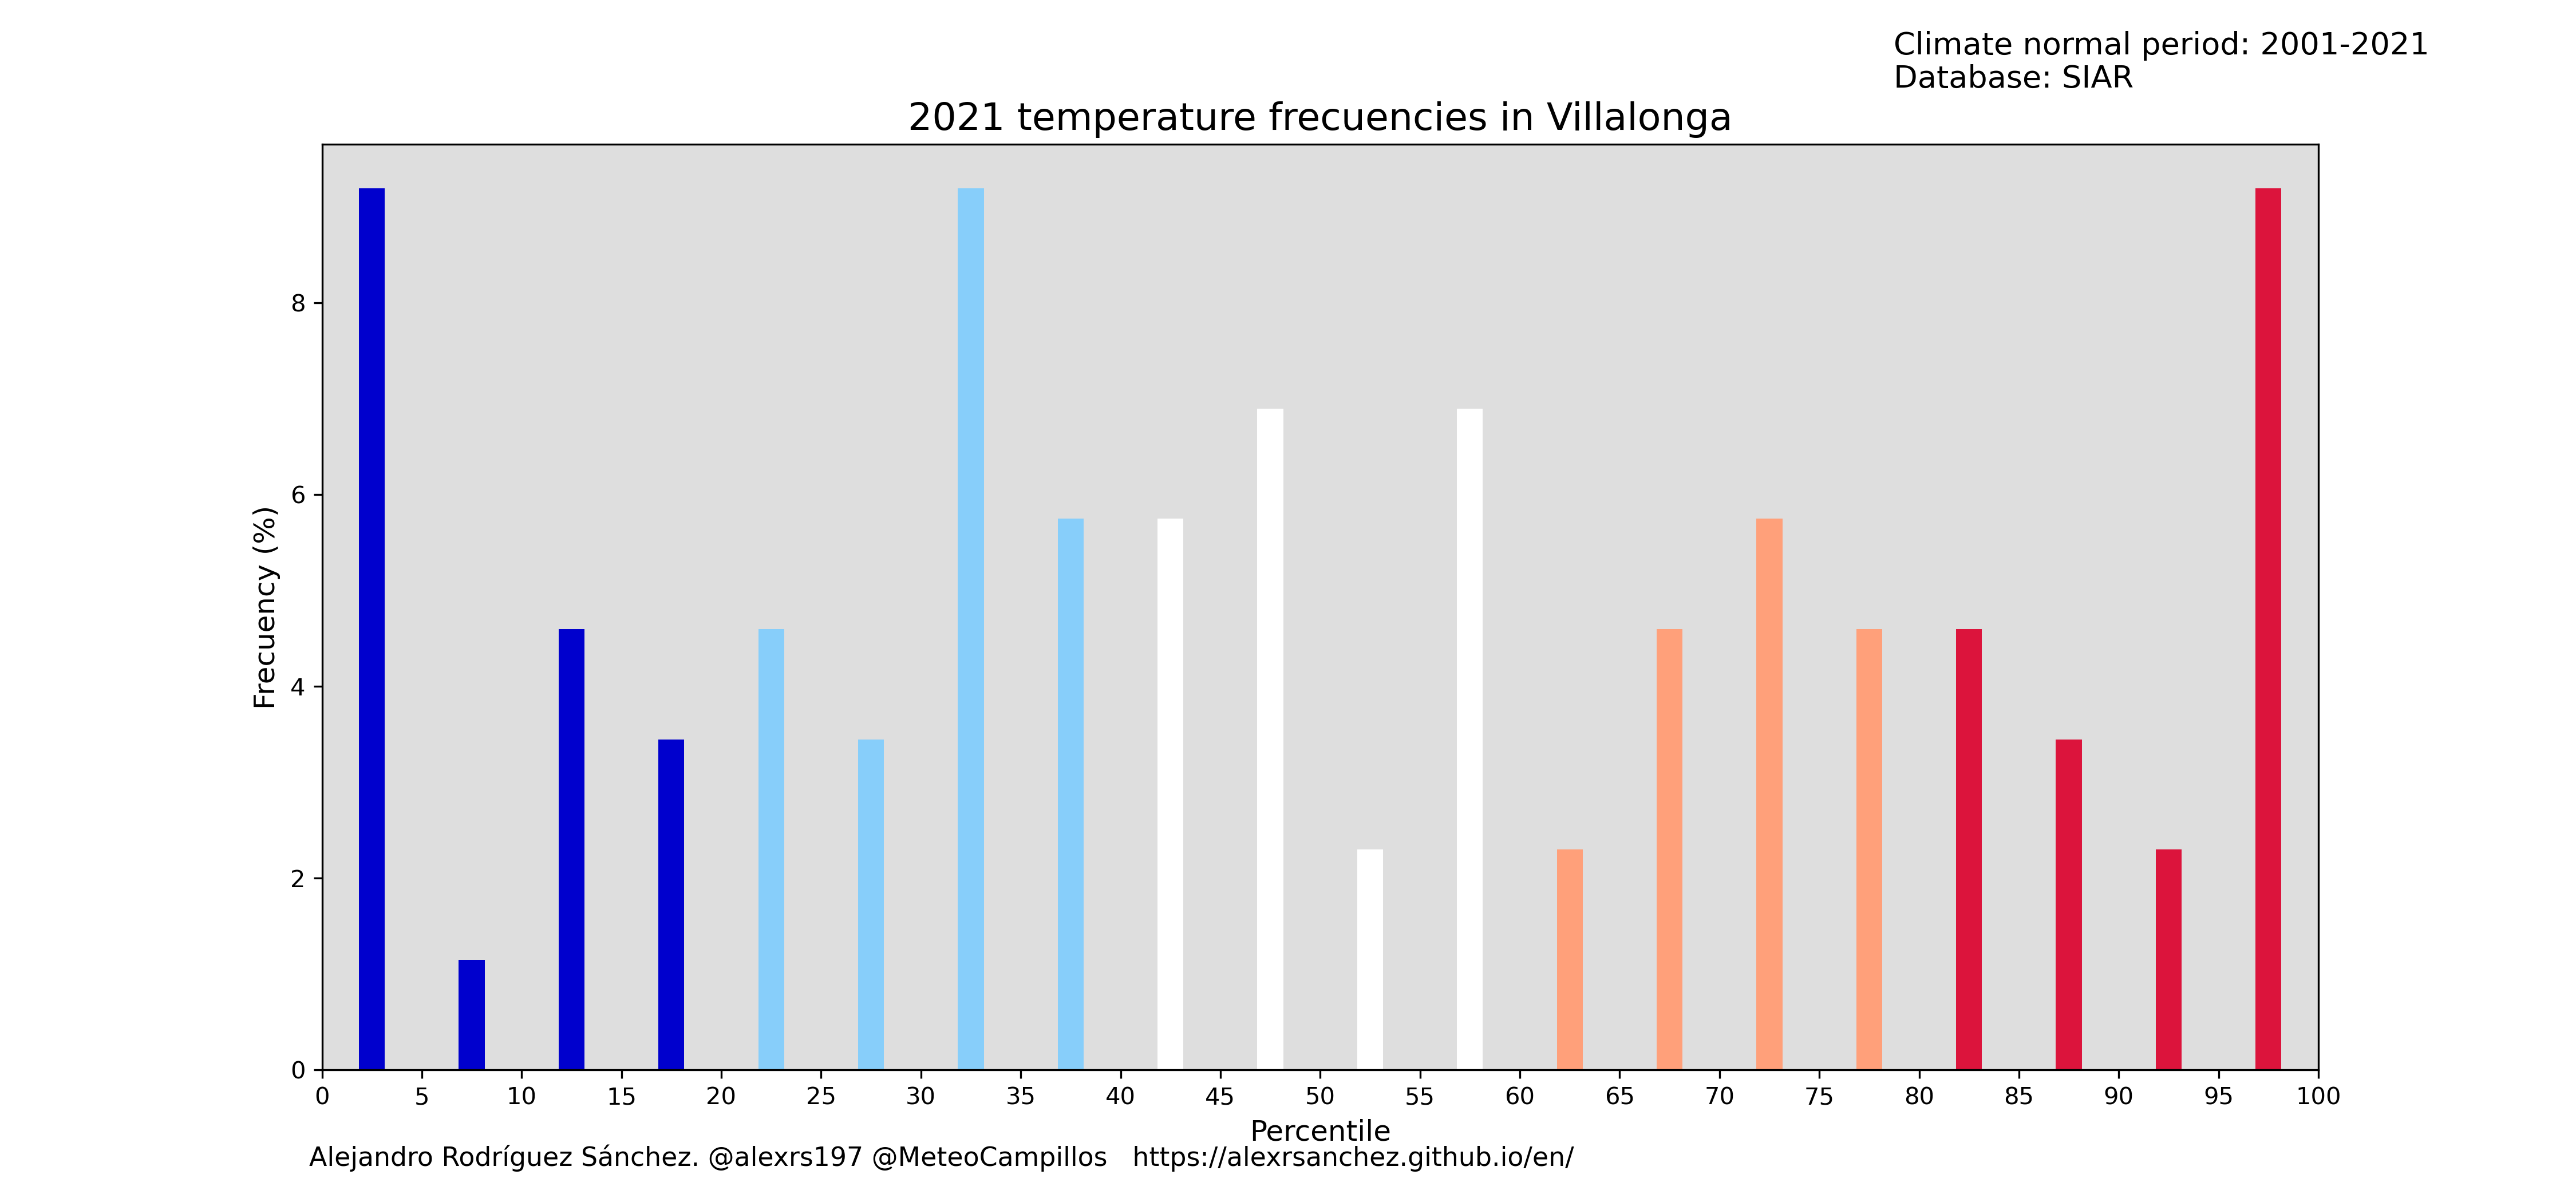 Climate normal period: 2001-2021
Database: SIAR
2021 temperature frecuencies in Villalonga
Frecuency (%)
8
6
4
2
0
0 5 10 15 20 25 30 35 40 45 50 55 60 65 70 75 80 85 90 95 100
Percentile
Alejandro Rodríguez Sánchez. @alexrs197 @MeteoCampillos https://alexrsanchez.github.io/en/